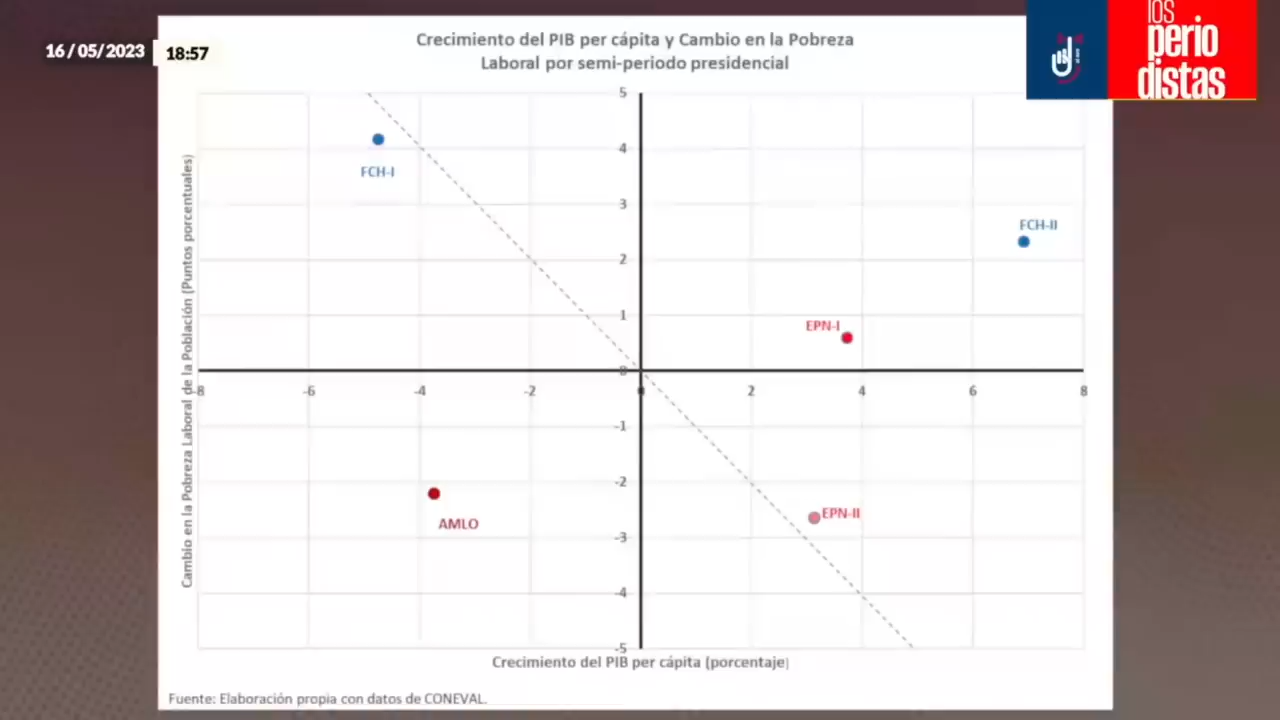 16/05/2023 18:57
los
perio
distas
Crecimiento del PIB per cápita y Cambio en la Pobreza
Laboral por semi-periodo presidencial
Cambio en la Pobreza Laboral de la Población (Puntos porcentuales)
5
4
3
2
1
0
-1
-2
-3
-4
-5
-8 -6 -4 -2 0 2 4 6 8
FCH-I
FCH-II
EPN-I
EPN-II
AMLO
Crecimiento del PIB per cápita (porcentaje)
Fuente: Elaboración propia con datos de CONEVAL.